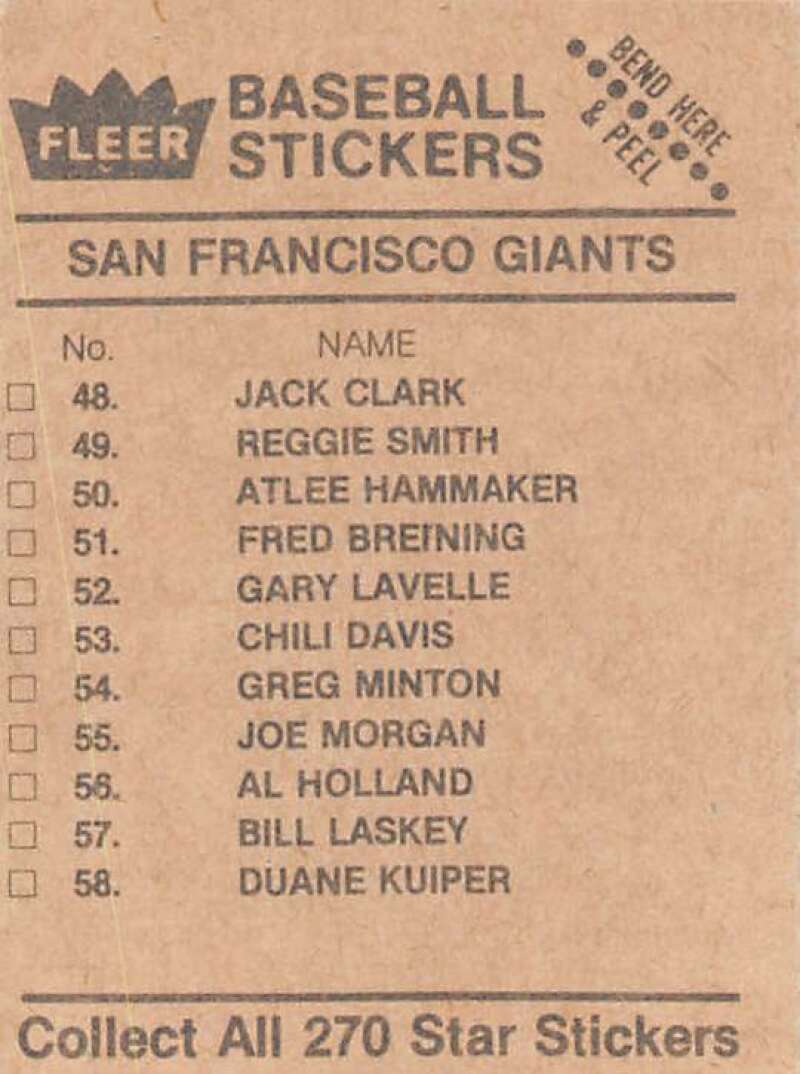 FLEER
BASEBALL
STICKERS
BEND HERE
& PEEL
SAN FRANCISCO GIANTS
No. NAME
48. JACK CLARK
49. REGGIE SMITH
50. ATLEE HAMMAKER
51. FRED BREINING
52. GARY LAVELLE
53. CHILI DAVIS
54. GREG MINTON
55. JOE MORGAN
56. AL HOLLAND
57. BILL LASKEY
58. DUANE KUIPER
Collect All 270 Star Stickers